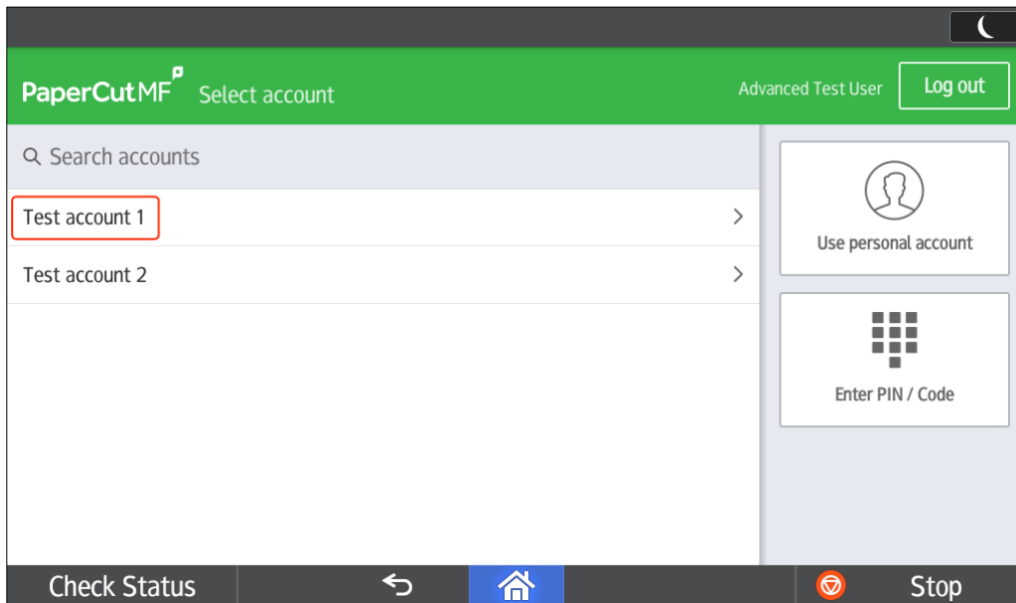 PaperCutMF Select account
Advanced Test User
Log out
Search accounts
Test account 1
Test account 2
Use personal account
Enter PIN / Code
Check Status
Stop